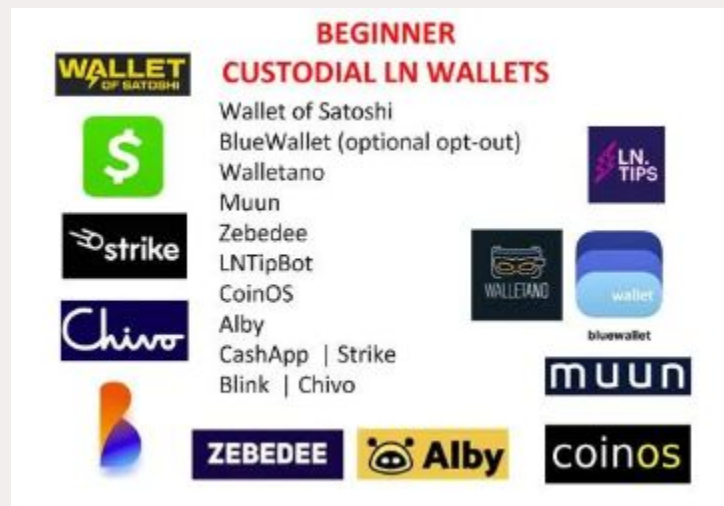 BEGINNER
CUSTODIAL LN WALLETS
WALLET
OF SATOSHI
Wallet of Satoshi
BlueWallet (optional opt-out)
Walletano
Muun
Zebedee
LNTipBot
CoinOS
Alby
CashApp | Strike
Blink | Chivo
$
strike
Chivo
LN.
TIPS
WALLETANO
wallet
bluewallet
muun
ZEBEDEE
Alby
coinos